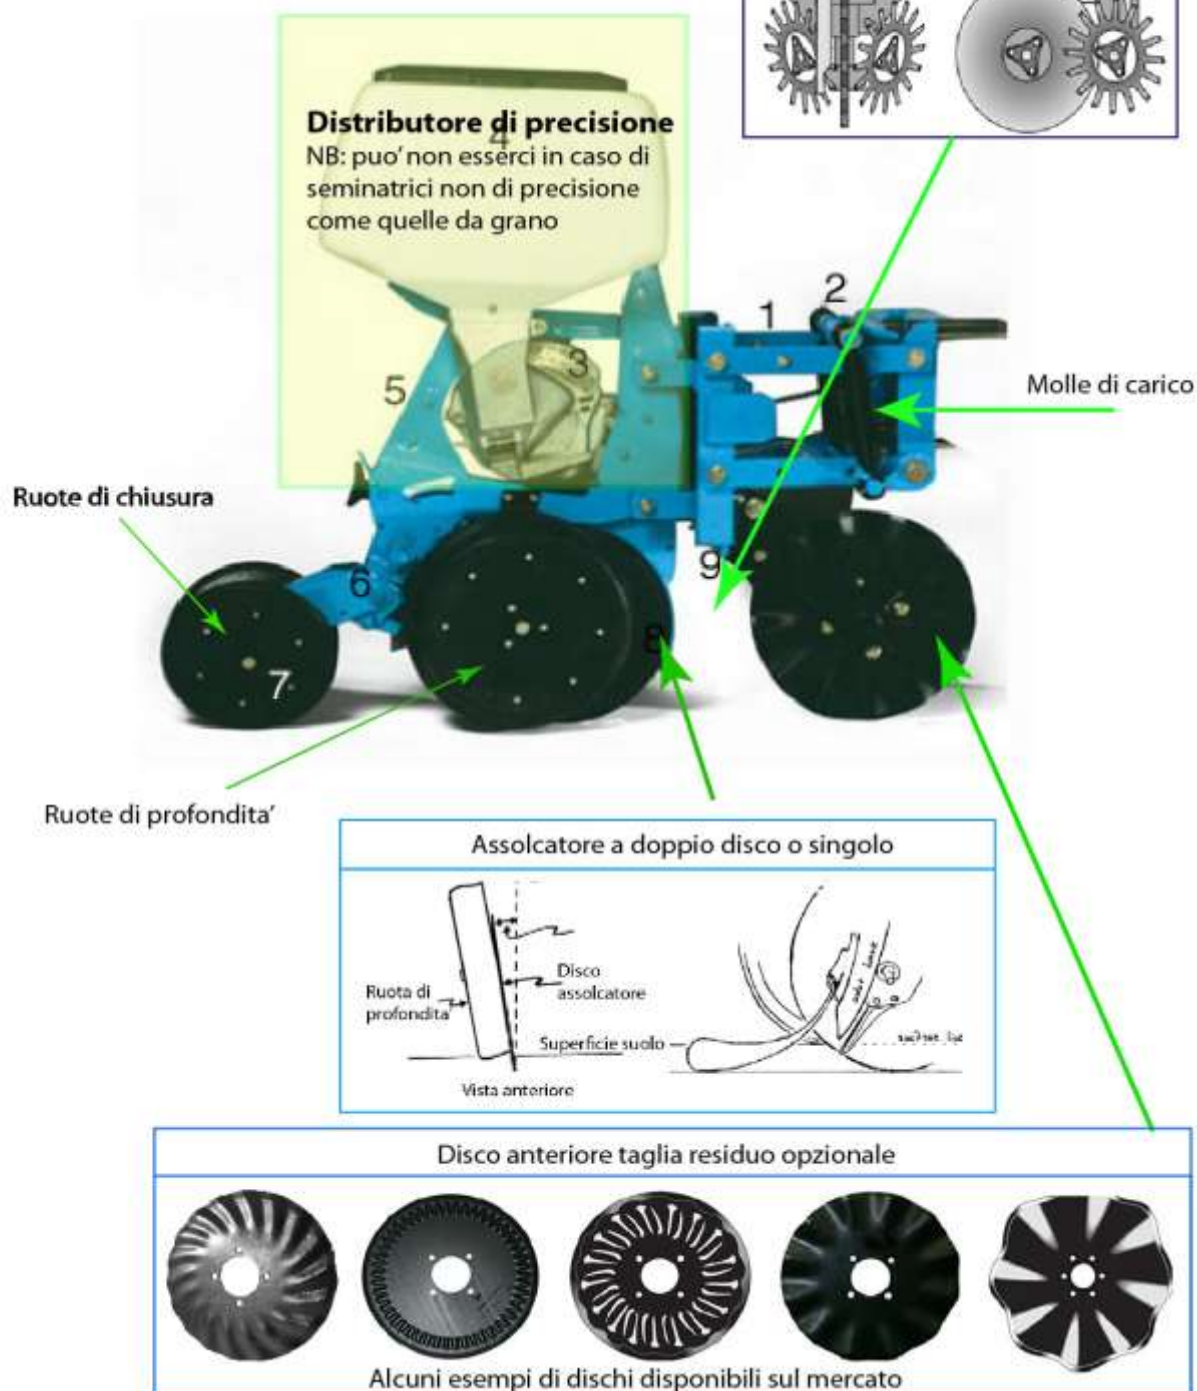 Distributore di precisione
4
NB: puo' non esserci in caso di
seminatrici non di precisione
come quelle da grano
2
1
3
5
Molle di carico
Ruote di chiusura
9
6
8
7
Ruote di profondita'
Assolcatore a doppio disco o singolo
Disco
assolcatore
Ruota di
profondita'
Superficie suolo
Vista anteriore
Disco anteriore taglia residuo opzionale
Alcuni esempi di dischi disponibili sul mercato